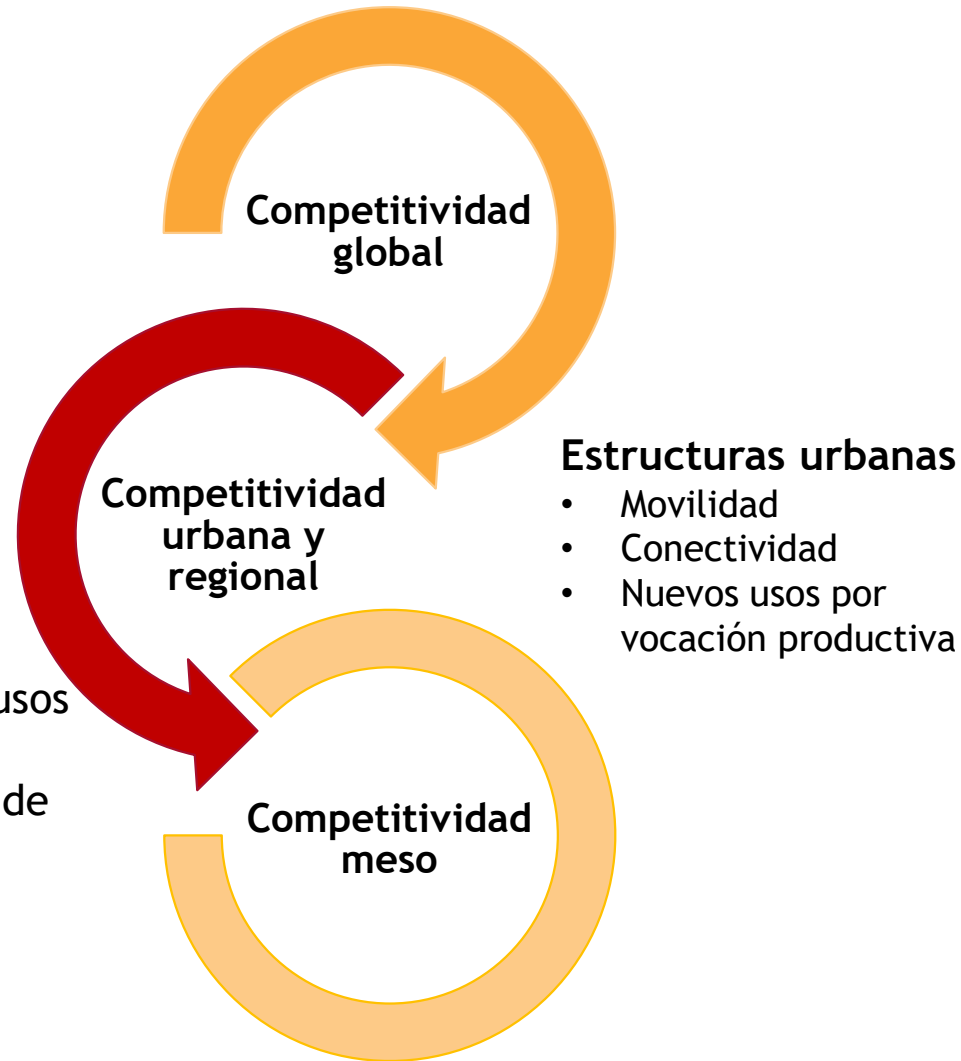 Competitividad
global
Competitividad
urbana y
regional
Estructuras urbanas
• Movilidad
• Conectividad
• Nuevos usos por
vocación productiva
usos
de
Competitividad
meso